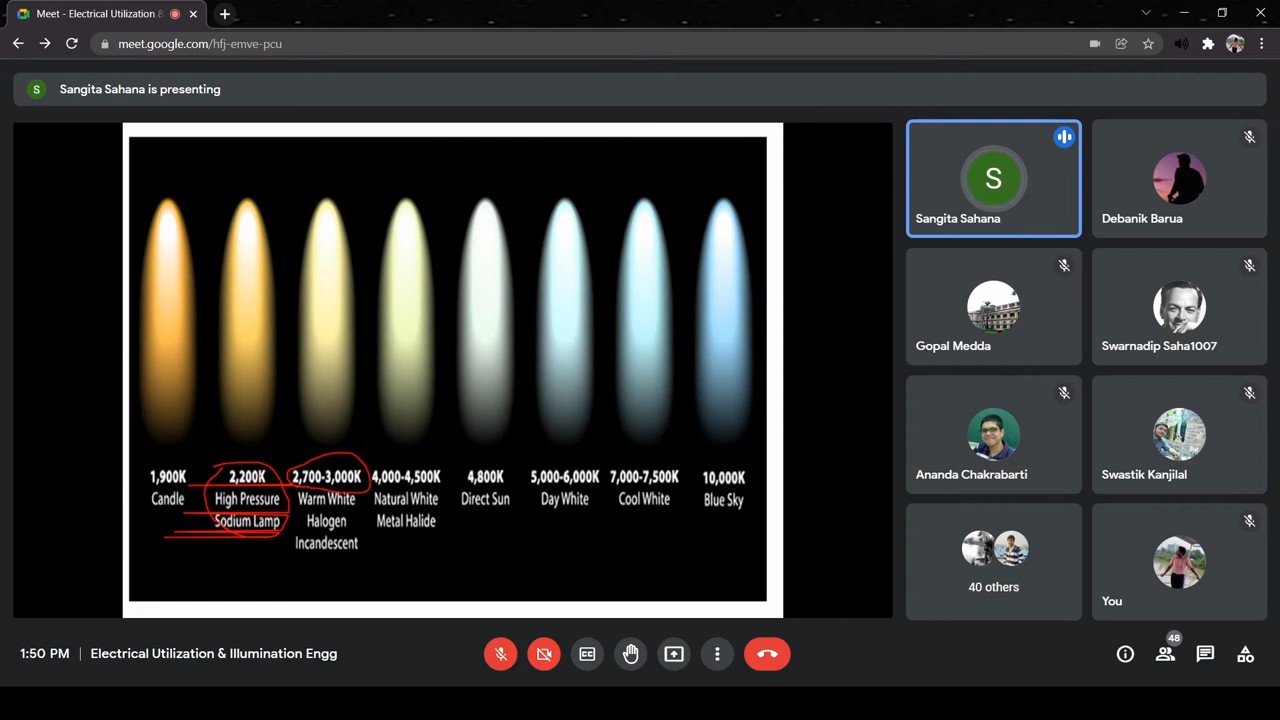 Meet - Electrical Utilization &
meet.google.com/hfj-emve-pcu
S
Sangita Sahana is presenting
1,900K
Candle
2,200K
High Pressure
Sodium Lamp
2,700-3,000K
Warm White
Halogen
Incandescent
4,000-4,500K
Natural White
Metal Halide
4,800K
Direct Sun
5,000-6,000K
Day White
7,000-7,500K
Cool White
10,000K
Blue Sky
S
Sangita Sahana
Debanik Barua
Gopal Medda
Swarnadip Saha1007
Ananda Chakrabarti
Swastik Kanjilal
40 others
You
1:50 PM
Electrical Utilization & Illumination Engg
48